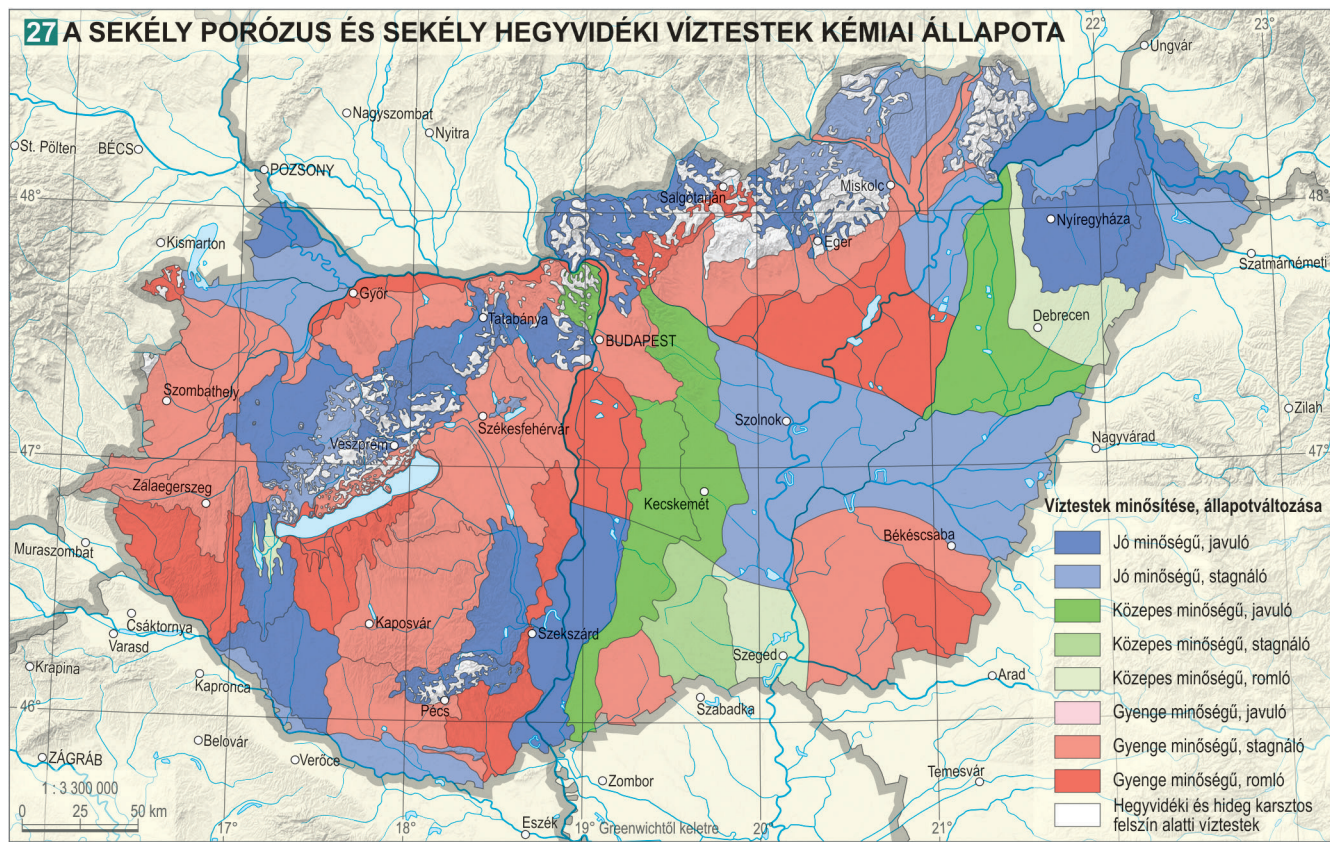 27 A SEKÉLY PORÓZUS ÉS SEKÉLY HEGYVIDÉKI VÍZTESTEK KÉMIAI ÁLLAPOTA
22°
23°
Ungvár
Nagyszombat
Nyitra
St. Pölten
BÉCS
POZSONY
48°
Salgótarján
Miskolc
48°
Nyíregyháza
Kismarton
Eger
Szatmárnémeti
Győr
Tatabánya
Debrecen
BUDAPEST
Szombathely
Székesfehérvár
Szolnok
Zilah
Veszprém
Nagyvárad
47°
47°
Zalaegerszeg
Kecskemét
Muraszombat
Békéscsaba
Csáktornya
Varasd
Kaposvár
Szekszárd
Szeged
Krapina
Kapronca
Arad
Pécs
Szabadka
46°
Belovár
ZÁGRÁB
Verőce
Zombor
Temesvár
Eszék
1 : 3 300 000
0 25 50 km
17°
18°
19°
Greenwichtől keletre
20°
21°
Víztestek minősítése, állapotváltozása
Jó minőségű, javuló
Jó minőségű, stagnáló
Közepes minőségű, javuló
Közepes minőségű, stagnáló
Közepes minőségű, romló
Gyenge minőségű, javuló
Gyenge minőségű, stagnáló
Gyenge minőségű, romló
Hegyvidéki és hideg karsztos
felszín alatti víztestek